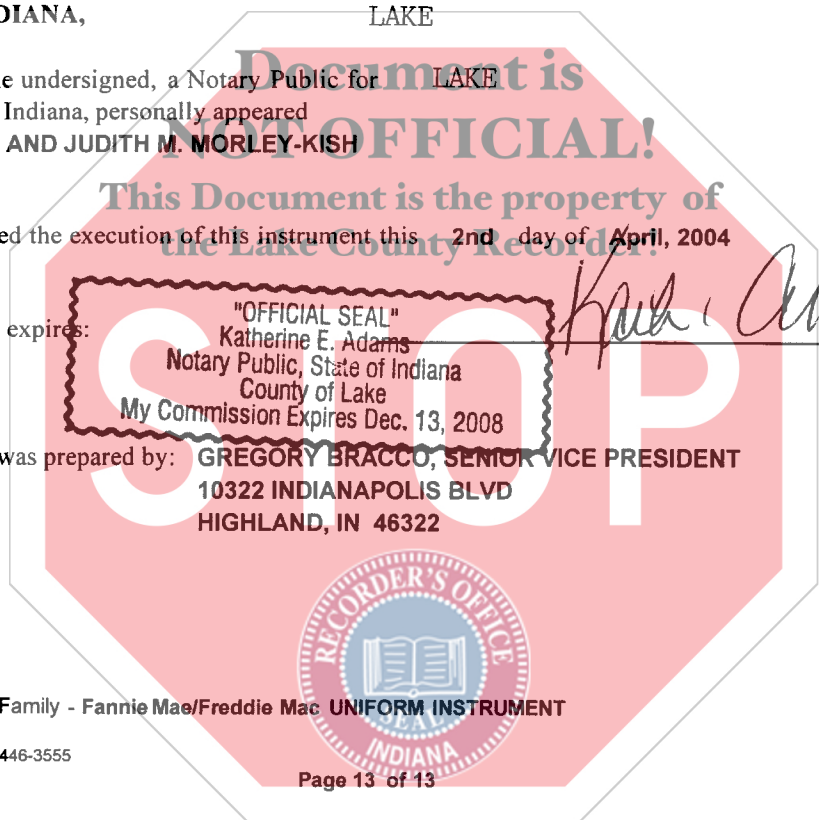 DIANA,
LAKE
Document is
e undersigned, a Notary Public for LAKE
Indiana, personally appeared
NOT OFFICIAL!
AND JUDITH M. MORLEY-KISH
This Document is the property of
ed the execution of this instrument this 2nd day of April, 2004
the Lake County Recorder!
expires:
"OFFICIAL SEAL"
Katherine E. Adams
Notary Public, State of Indiana
County of Lake
My Commission Expires Dec. 13, 2008
STOP
was prepared by: GREGORY BRACCO, SENIOR VICE PRESIDENT
10322 INDIANAPOLIS BLVD
HIGHLAND, IN 46322
RECORDER'S OFFICE
SEAL
INDIANA
Family - Fannie Mae/Freddie Mac UNIFORM INSTRUMENT
446-3555
Page 13 of 13